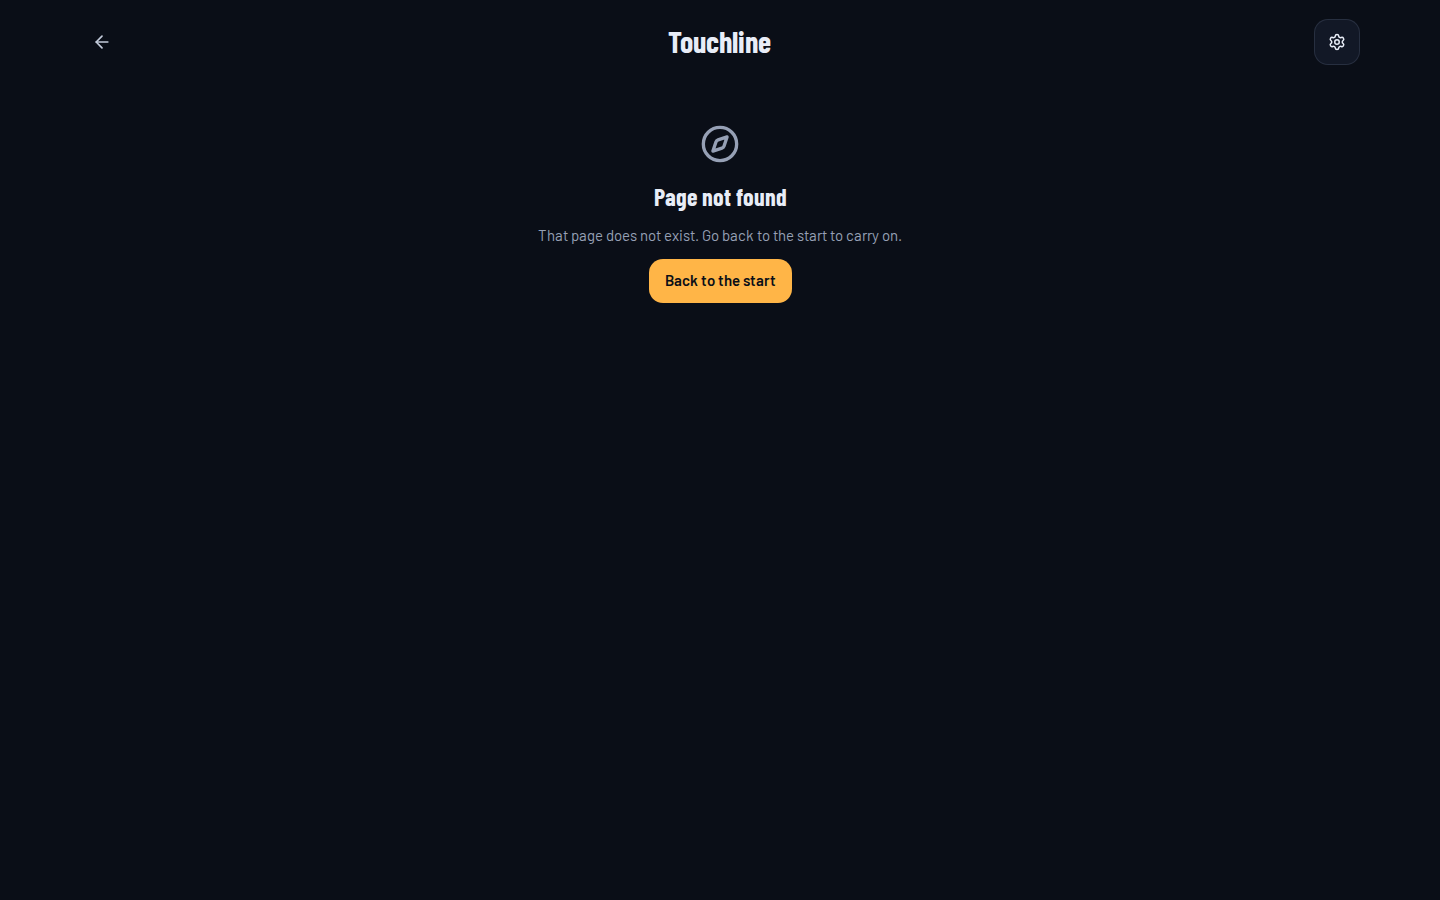 Touchline
Page not found
That page does not exist. Go back to the start to carry on.
Back to the start